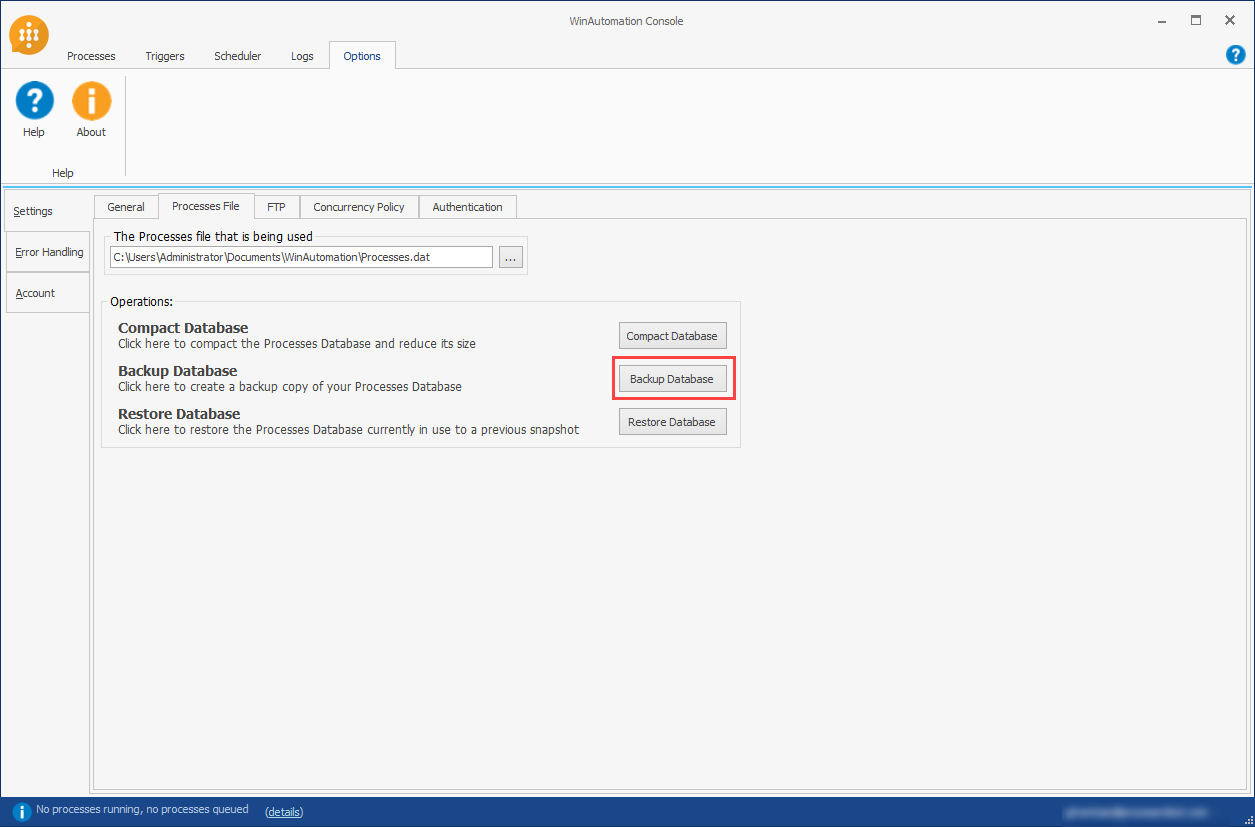 WinAutomation Console
Processes
Triggers
Scheduler
Logs
Options
?
?
i
Help
About
Help
Settings
Error Handling
Account
General
Processes File
FTP
Concurrency Policy
Authentication
The Processes file that is being used
C:\Users\Administrator\Documents\WinAutomation\Processes.dat
...
Operations:
Compact Database
Click here to compact the Processes Database and reduce its size
Compact Database
Backup Database
Click here to create a backup copy of your Processes Database
Backup Database
Restore Database
Click here to restore the Processes Database currently in use to a previous snapshot
Restore Database
i
No processes running, no processes queued
(details)